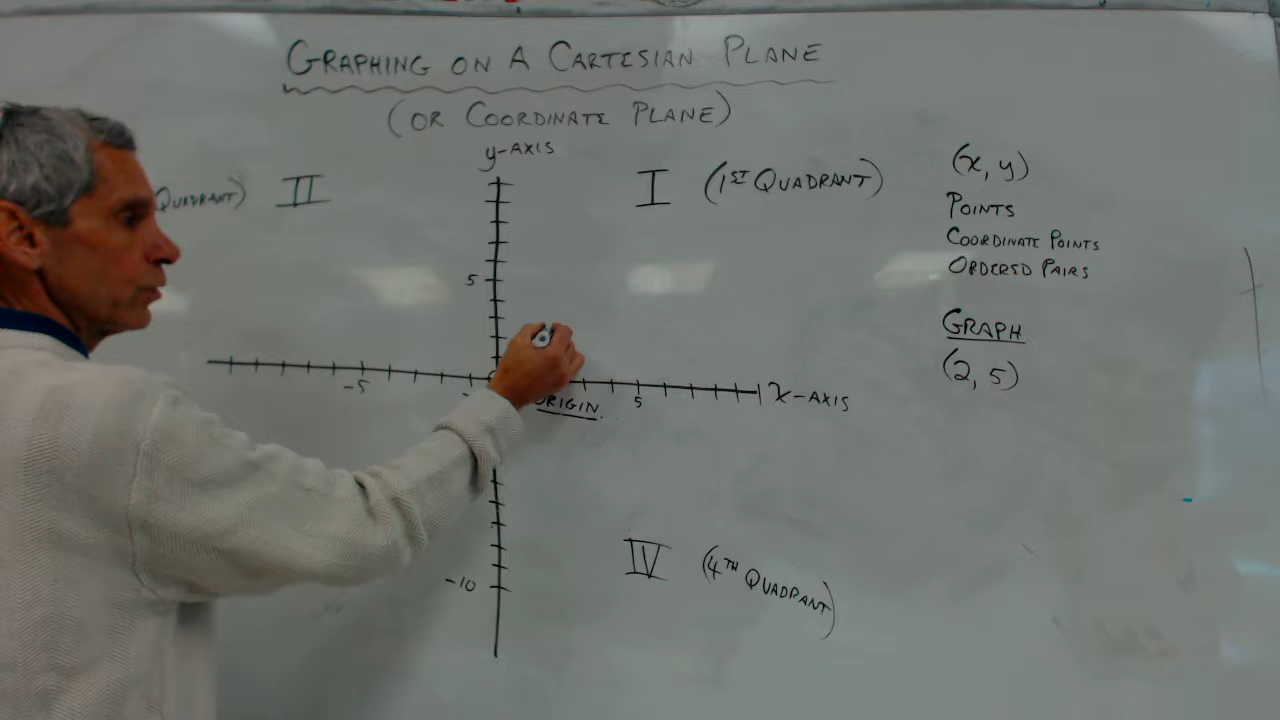 GRAPHING ON A CARTESIAN PLANE
(OR COORDINATE PLANE)
y-AXIS
QUADRANT) II
I (1ST QUADRANT)
(x, y)
POINTS
COORDINATE POINTS
ORDERED PAIRS
5
GRAPH
(2, 5)
-5
5
x-AXIS
ORIGIN
IV (4TH QUADRANT)
-10